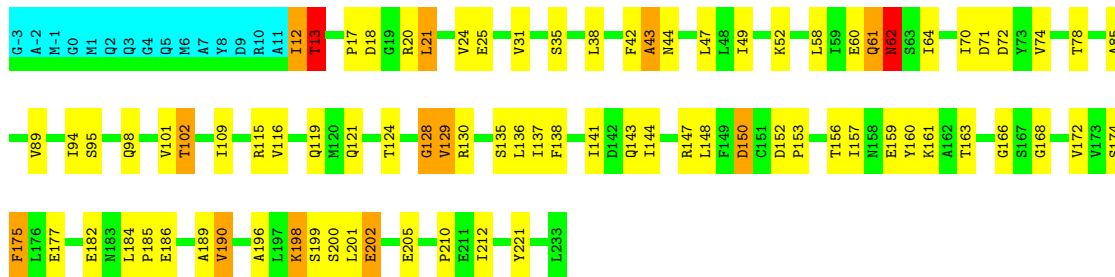 G-3 A-2 M-1 G0 M1 Q2 Q3 G4 Q5 M6 A7 Y8 D9 R10 A11 I12 T13 P17 D18 G19 R20 L21 V24 E25 V31 S35 L38 F42 A43 N44 L47 L48 I49 K52 L58 I59 E60 Q61 N62 S63 I64 I70 D71 D72 Y73 V74 T78 A85
V89 I94 S95 Q98 V101 T102 I109 R115 V116 Q119 M120 Q121 T124 G128 V129 R130 S135 L136 I137 F138 I141 D142 Q143 I144 R147 L148 F149 D150 C151 D152 P153 T156 I157 N158 E159 Y160 K161 A162 T163 G166 S167 G168 V172 V173 S174
F175 L176 E177 E182 N183 L184 P185 E186 A189 V190 A196 L197 K198 S199 S200 L201 E202 E205 P210 E211 I212 Y221 L233